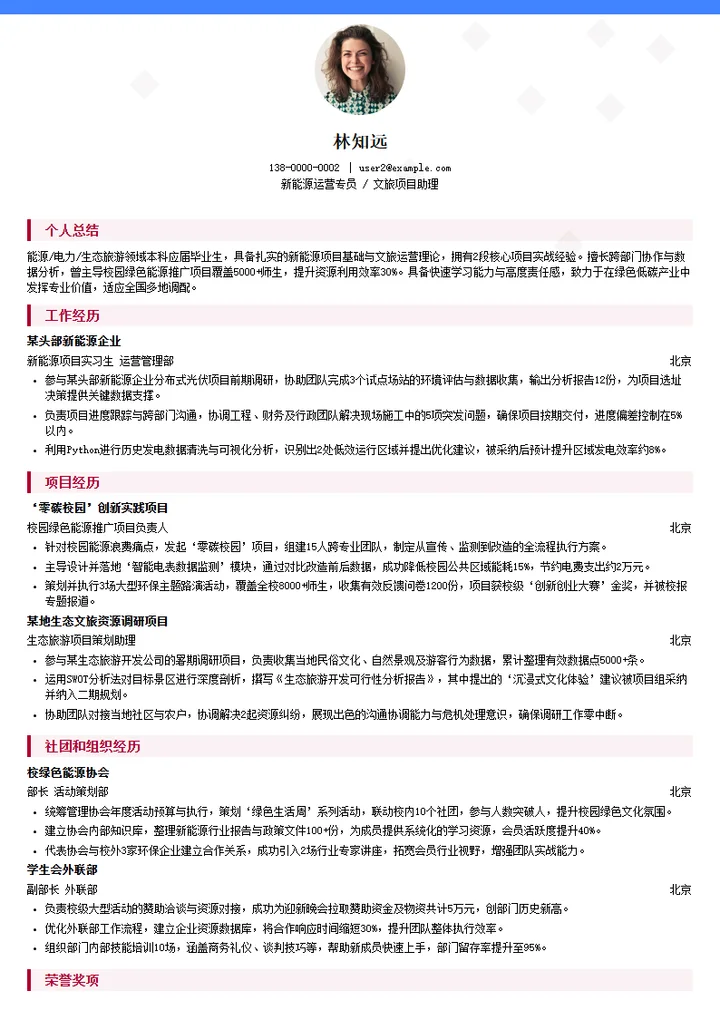 林知远
138-0000-0002 | user2@example.com
新能源运营专员 / 文旅项目助理
个人总结
能源/电力/生态旅游领域本科应届毕业生，具备扎实的新能源项目基础与文旅运营理论，拥有2段核心项目实战经验。擅长跨部门协作与数
据分析，曾主导校园绿色能源推广项目覆盖5000+师生，提升资源利用效率30%。具备快速学习能力与高度责任感，致力于在绿色低碳产业中
发挥专业价值，适应全国多地调配。
工作经历
某头部新能源企业
新能源项目实习生 运营管理部 北京
• 参与某头部新能源企业分布式光伏项目前期调研，协助团队完成3个试点场站的环境评估与数据收集，输出分析报告12份，为项目选址
决策提供关键数据支撑。
• 负责项目进度跟踪与跨部门沟通，协调工程、财务及行政团队解决现场施工中的5项突发问题，确保项目按期交付，进度偏差控制在5%
以内。
• 利用Python进行历史发电数据清洗与可视化分析，识别出2处低效运行区域并提出优化建议，被采纳后预计提升区域发电效率约8%。
项目经历
‘零碳校园’创新实践项目
校园绿色能源推广项目负责人 北京
• 针对校园能源浪费痛点，发起‘零碳校园’项目，组建15人跨专业团队，制定从宣传、监测到改造的全流程执行方案。
• 主导设计并落地‘智能电表数据监测’模块，通过对比改造前后数据，成功降低校园公共区域能耗15%，节约电费支出约2万元。
• 策划并执行3场大型环保主题路演活动，覆盖全校8000+师生，收集有效反馈问卷1200份，项目获校级‘创新创业大赛’金奖，并被校报
专题报道。
某地生态文旅资源调研项目
生态旅游项目策划助理 北京
• 参与某生态旅游开发公司的暑期调研项目，负责收集当地民俗文化、自然景观及游客行为数据，累计整理有效数据点5000+条。
• 运用SWOT分析法对目标景区进行深度剖析，撰写《生态旅游开发可行性分析报告》，其中提出的‘沉浸式文化体验’建议被项目组采纳
并纳入二期规划。
• 协助团队对接当地社区与农户，协调解决2起资源纠纷，展现出色的沟通协调能力与危机处理意识，确保调研工作零中断。
社团和组织经历
校绿色能源协会
部长 活动策划部 北京
• 统筹管理协会年度活动预算与执行，策划‘绿色生活周’系列活动，联动校内10个社团，参与人数突破人，提升校园绿色文化氛围。
• 建立协会内部知识库，整理新能源行业报告与政策文件100+份，为成员提供系统化的学习资源，会员活跃度提升40%。
• 代表协会与校外3家环保企业建立合作关系，成功引入2场行业专家讲座，拓宽会员行业视野，增强团队实战能力。
学生会外联部
副部长 外联部 北京
• 负责校级大型活动的赞助洽谈与资源对接，成功为迎新晚会拉取赞助资金及物资共计5万元，创部门历史新高。
• 优化外联部工作流程，建立企业资源数据库，将合作响应时间缩短30%，提升团队整体执行效率。
• 组织部门内部技能培训10场，涵盖商务礼仪、谈判技巧等，帮助新成员快速上手，部门留存率提升至95%。
荣誉奖项